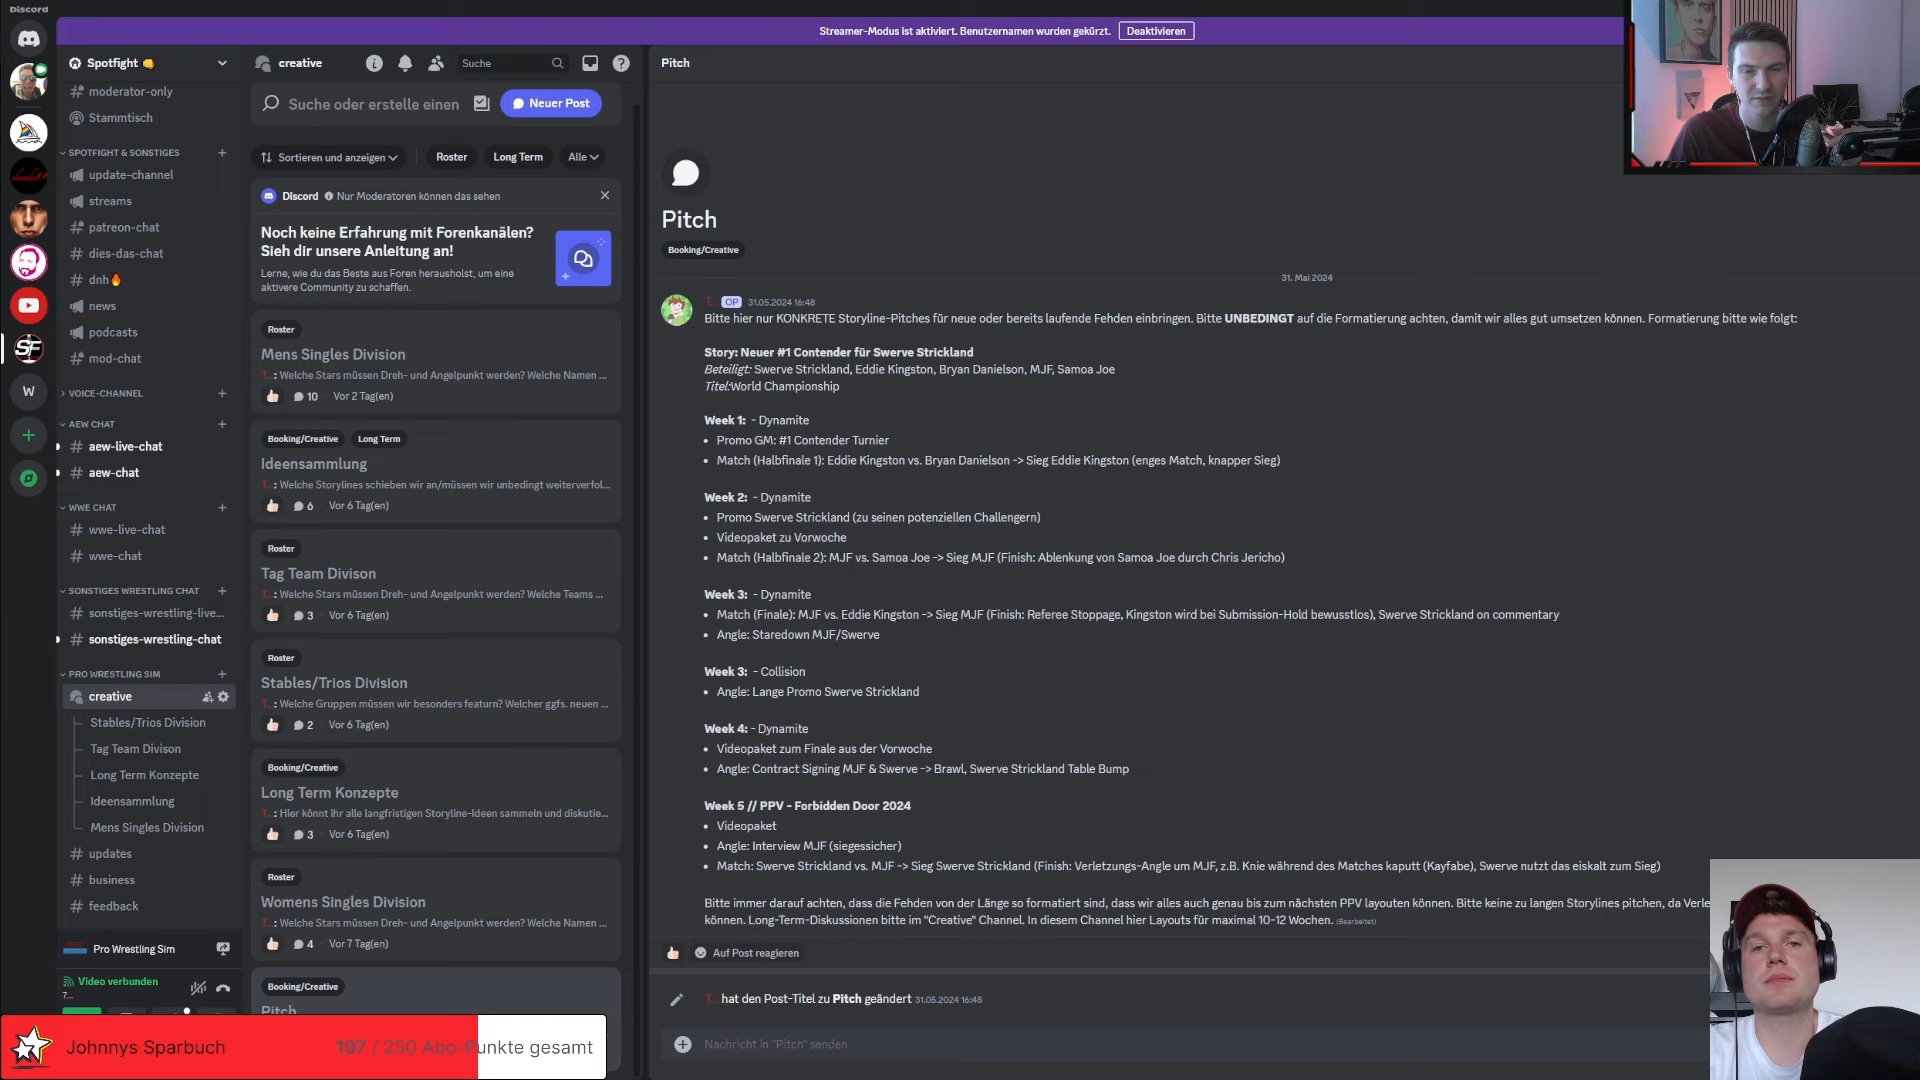 Discord
Streamer-Modus ist aktiviert. Benutzernamen wurden gekürzt.
Deaktivieren
Spotfight
moderator-only
Stammtisch
SPOTFIGHT & SONSTIGES
update-channel
streams
patreon-chat
dies-das-chat
dnh🔥
news
podcasts
mod-chat
VOICE-CHANNEL
AEW CHAT
aew-live-chat
aew-chat
WWE CHAT
wwe-live-chat
wwe-chat
SONSTIGES WRESTLING CHAT
sonstiges-wrestling-live...
sonstiges-wrestling-chat
PRO WRESTLING SIM
creative
Stables/Trios Division
Tag Team Divison
Long Term Konzepte
Ideensammlung
Mens Singles Division
updates
business
feedback
Pro Wrestling Sim
Video verbunden
7...
SF
W
creative
Suche
Suche oder erstelle einen
Neuer Post
Sortieren und anzeigen
Roster
Long Term
Alle
Discord
Nur Moderatoren können das sehen
Noch keine Erfahrung mit Forenkanälen?
Sieh dir unsere Anleitung an!
Lerne, wie du das Beste aus Foren herausholst, um eine
aktivere Community zu schaffen.
Roster
Mens Singles Division
T...: Welche Stars müssen Dreh- und Angelpunkt werden? Welche Namen ...
10 Vor 2 Tag(en)
Booking/Creative Long Term
Ideensammlung
T...: Welche Storylines schieben wir an/müssen wir unbedingt weiterverfol...
6 Vor 6 Tag(en)
Roster
Tag Team Divison
T...: Welche Stars müssen Dreh- und Angelpunkt werden? Welche Teams ...
3 Vor 6 Tag(en)
Roster
Stables/Trios Division
T...: Welche Gruppen müssen wir besonders featurn? Welcher ggfs. neuen ...
2 Vor 6 Tag(en)
Booking/Creative
Long Term Konzepte
T...: Hier könnt ihr alle langfristigen Storyline-Ideen sammeln und diskutie...
3 Vor 6 Tag(en)
Roster
Womens Singles Division
T...: Welche Stars müssen Dreh- und Angelpunkt werden? Welche Namen ...
4 Vor 7 Tag(en)
Booking/Creative
Pitch
Johnnys Sparbuch
197 / 250 Abo-Punkte gesamt
Pitch
Pitch
Booking/Creative
31. Mai 2024
T... OP 31.05.2024 16:48
Bitte hier nur KONKRETE Storyline-Pitches für neue oder bereits laufende Fehden einbringen. Bitte UNBEDINGT auf die Formatierung achten, damit wir alles gut umsetzen können. Formatierung bitte wie folgt:
Story: Neuer #1 Contender für Swerve Strickland
Beteiligt: Swerve Strickland, Eddie Kingston, Bryan Danielson, MJF, Samoa Joe
Titel:World Championship
Week 1: - Dynamite
• Promo GM: #1 Contender Turnier
• Match (Halbfinale 1): Eddie Kingston vs. Bryan Danielson -> Sieg Eddie Kingston (enges Match, knapper Sieg)
Week 2: - Dynamite
• Promo Swerve Strickland (zu seinen potenziellen Challengern)
• Videopaket zu Vorwoche
• Match (Halbfinale 2): MJF vs. Samoa Joe -> Sieg MJF (Finish: Ablenkung von Samoa Joe durch Chris Jericho)
Week 3: - Dynamite
• Match (Finale): MJF vs. Eddie Kingston -> Sieg MJF (Finish: Referee Stoppage, Kingston wird bei Submission-Hold bewusstlos), Swerve Strickland on commentary
• Angle: Staredown MJF/Swerve
Week 3: - Collision
• Angle: Lange Promo Swerve Strickland
Week 4: - Dynamite
• Videopaket zum Finale aus der Vorwoche
• Angle: Contract Signing MJF & Swerve -> Brawl, Swerve Strickland Table Bump
Week 5 // PPV - Forbidden Door 2024
• Videopaket
• Angle: Interview MJF (siegessicher)
• Match: Swerve Strickland vs. MJF -> Sieg Swerve Strickland (Finish: Verletzungs-Angle um MJF, z.B. Knie während des Matches kaputt (Kayfabe), Swerve nutzt das eiskalt zum Sieg)
Bitte immer darauf achten, dass die Fehden von der Länge so formatiert sind, dass wir alles auch genau bis zum nächsten PPV layouten können. Bitte keine zu langen Storylines pitchen, da Verle
können. Long-Term-Diskussionen bitte im "Creative" Channel. In diesem Channel hier Layouts für maximal 10-12 Wochen. (Bearbeitet)
Auf Post reagieren
T... hat den Post-Titel zu Pitch geändert 31.05.2024 16:48
Nachricht in "Pitch" senden